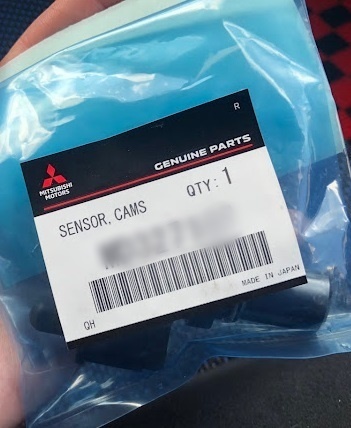 R
MITSUBISHI
MOTORS
GENUINE PARTS
SENSOR, CAMS
QTY: 1
MADE IN JAPAN
QH